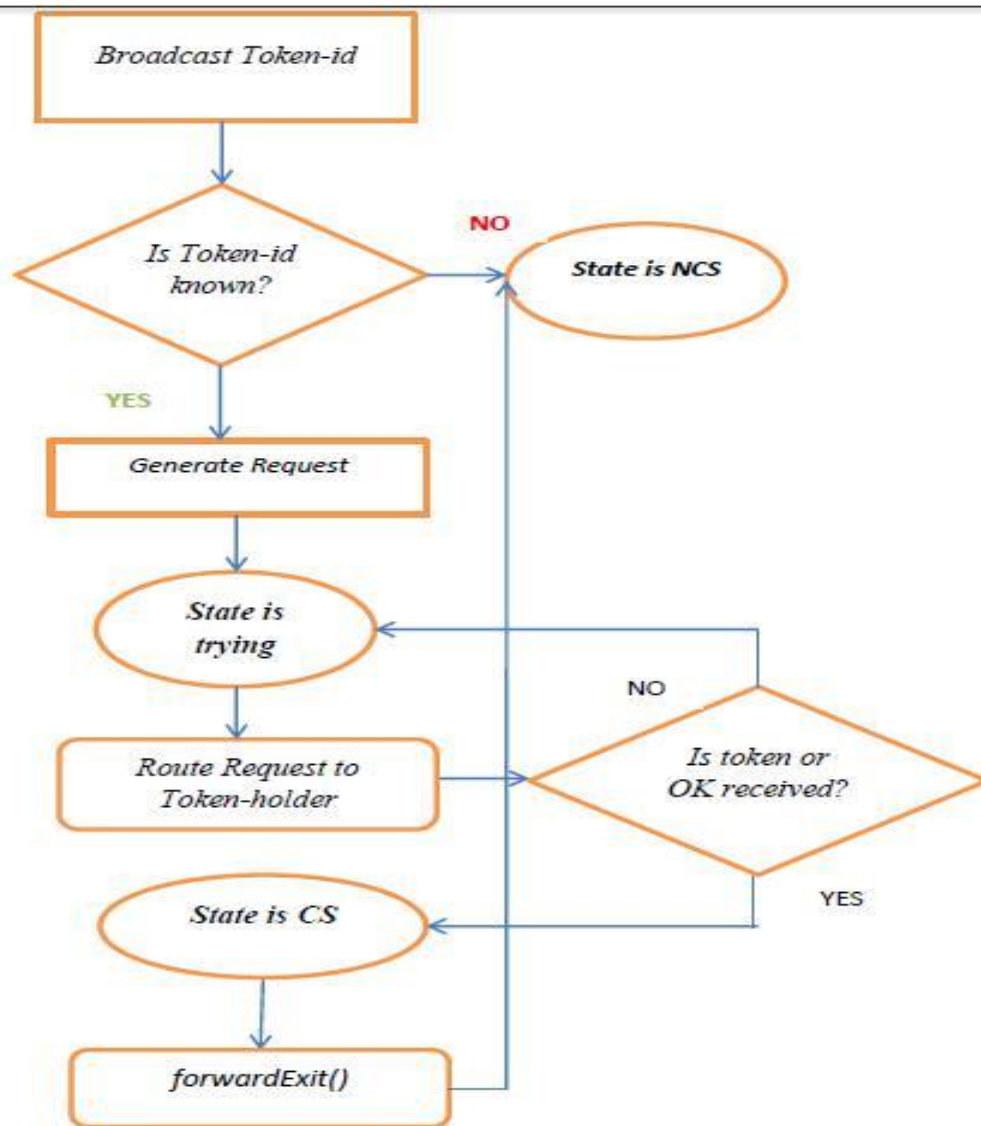 Broadcast Token-id
NO
Is Token-id
known?
State is NCS
YES
Generate Request
State is
trying
NO
Route Request to
Token-holder
Is token or
OK received?
YES
State is CS
forwardExit()